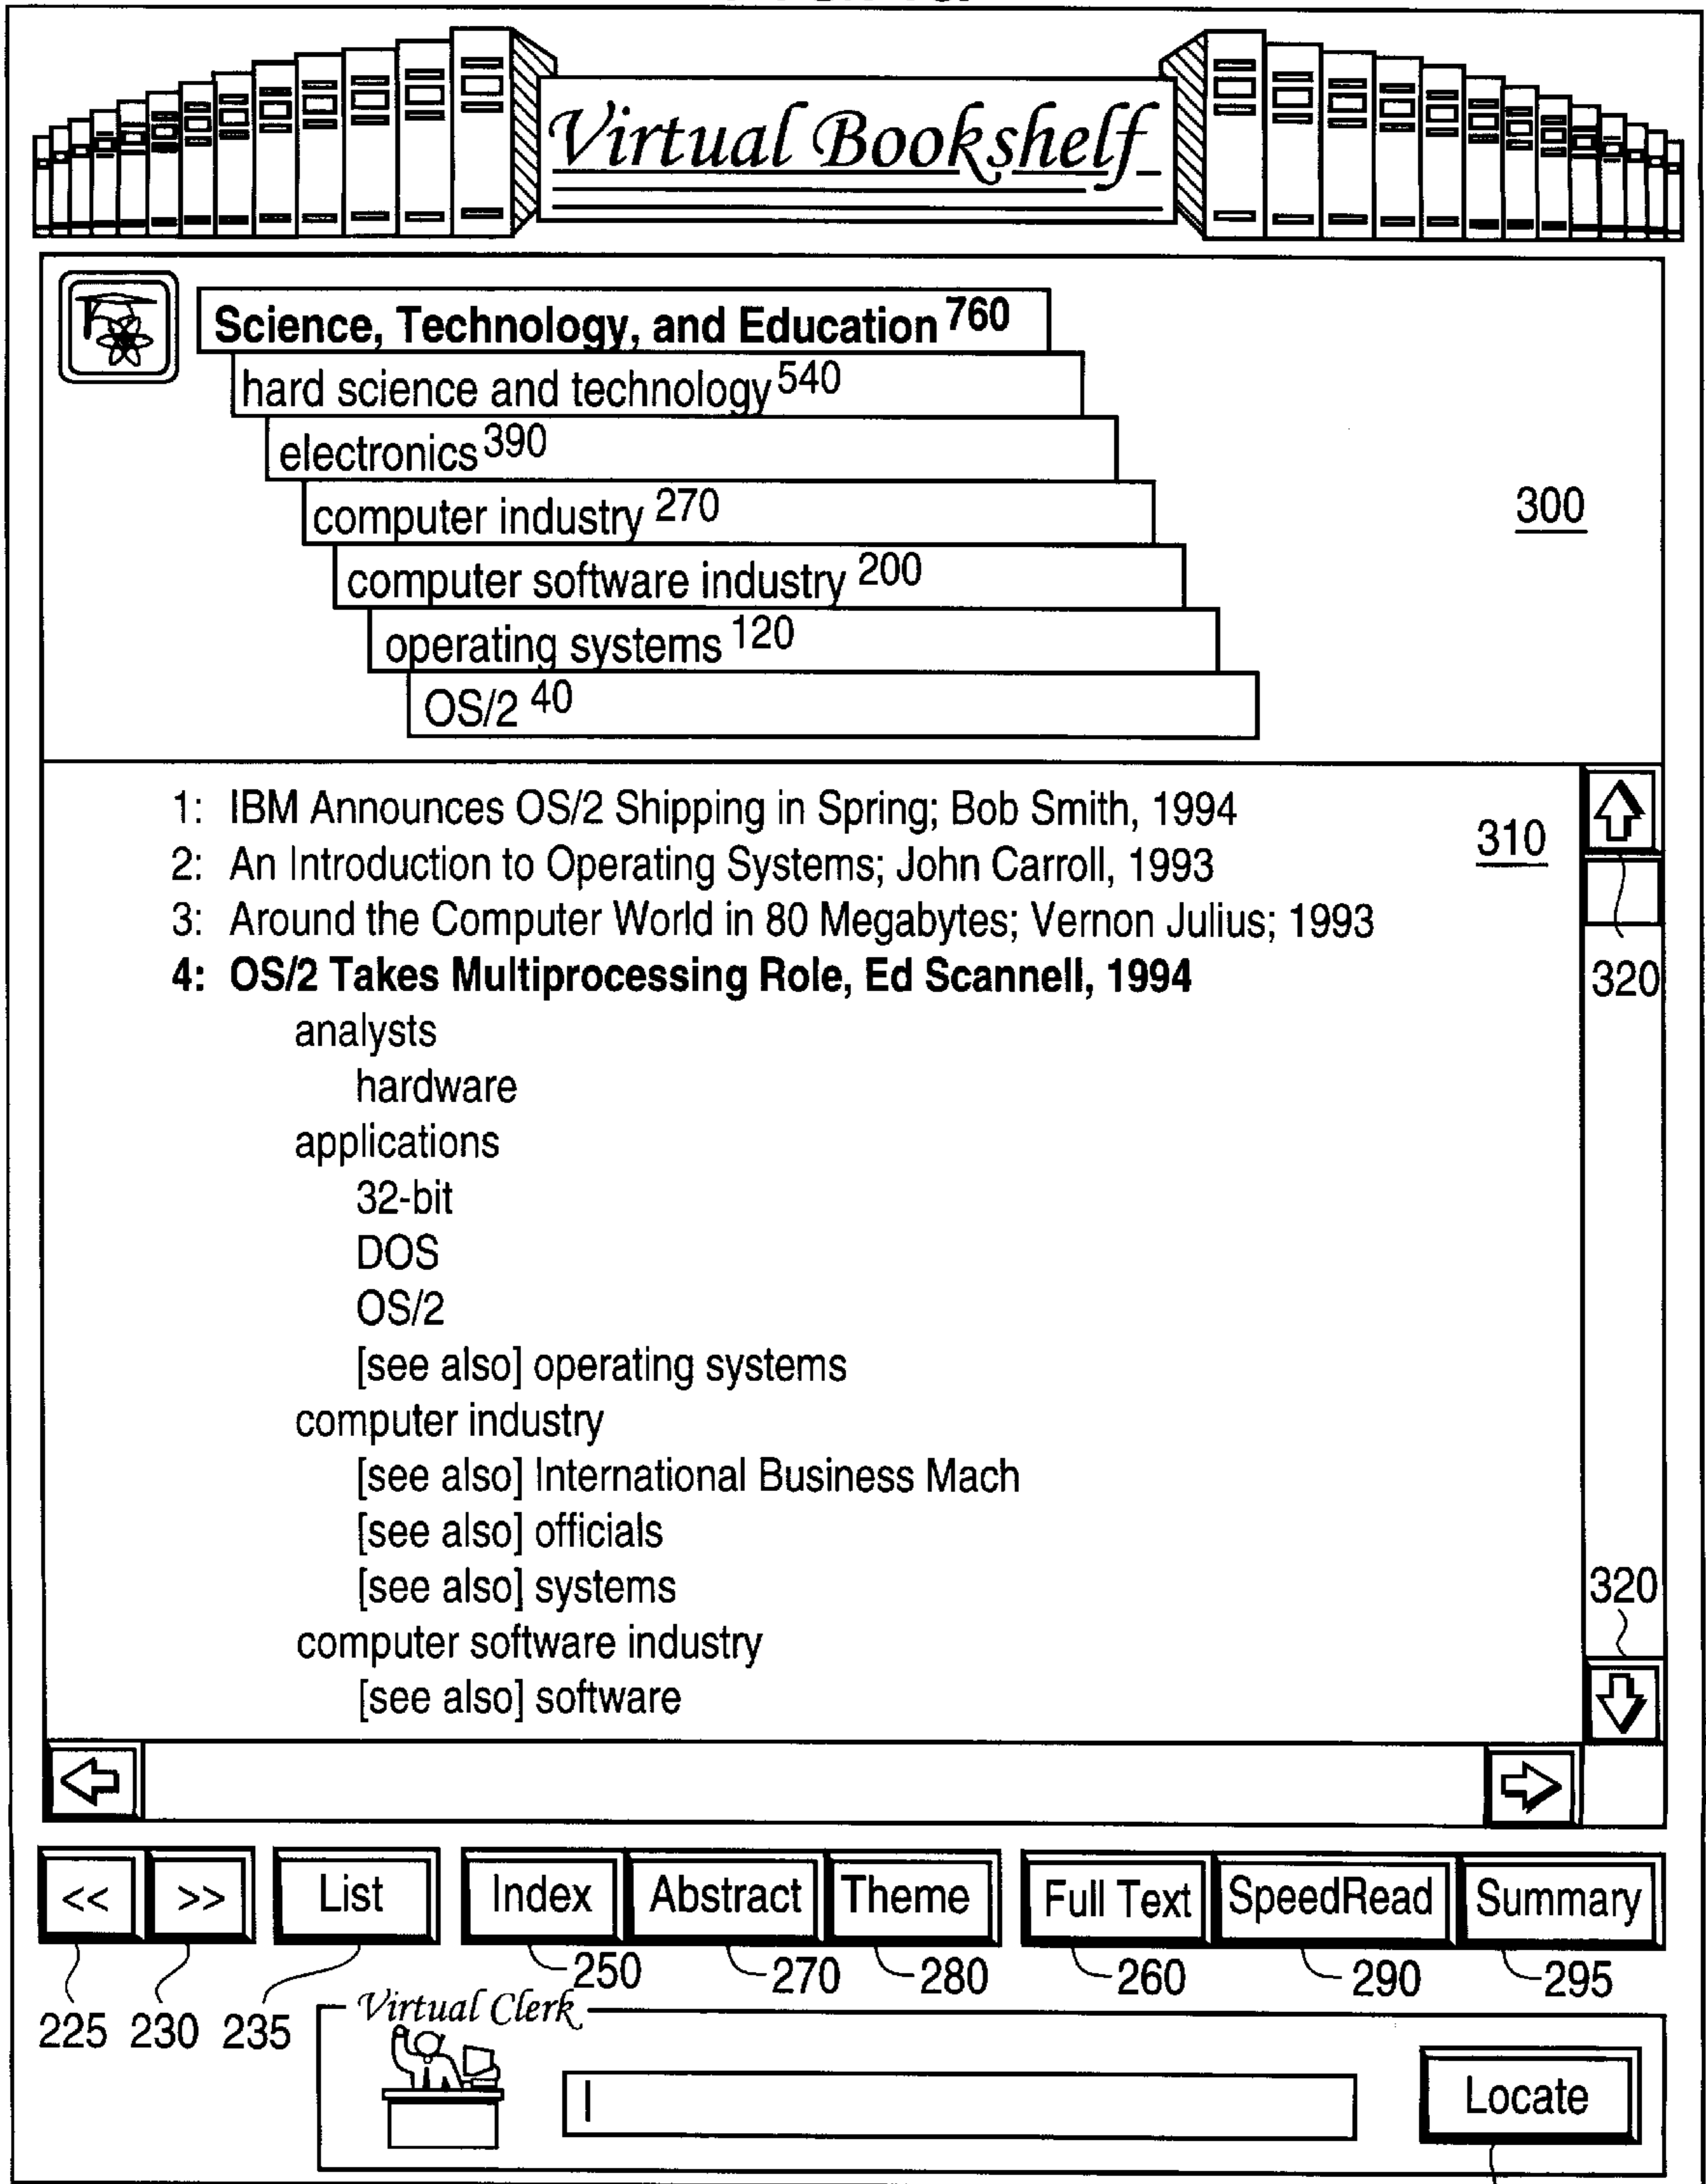 Virtual Bookshelf
Science, Technology, and Education 760
hard science and technology 540
electronics 390
computer industry 270
300
computer software industry 200
operating systems 120
OS/2 40
1: IBM Announces OS/2 Shipping in Spring; Bob Smith, 1994
310
2: An Introduction to Operating Systems; John Carroll, 1993
3: Around the Computer World in 80 Megabytes; Vernon Julius; 1993
4: OS/2 Takes Multiprocessing Role, Ed Scannell, 1994
320
analysts
hardware
applications
32-bit
DOS
OS/2
[see also] operating systems
computer industry
[see also] International Business Mach
[see also] officials
[see also] systems
320
computer software industry
[see also] software
<< >> List Index Abstract Theme Full Text SpeedRead Summary
250 270 280 260 290 295
225 230 235
Virtual Clerk
Locate